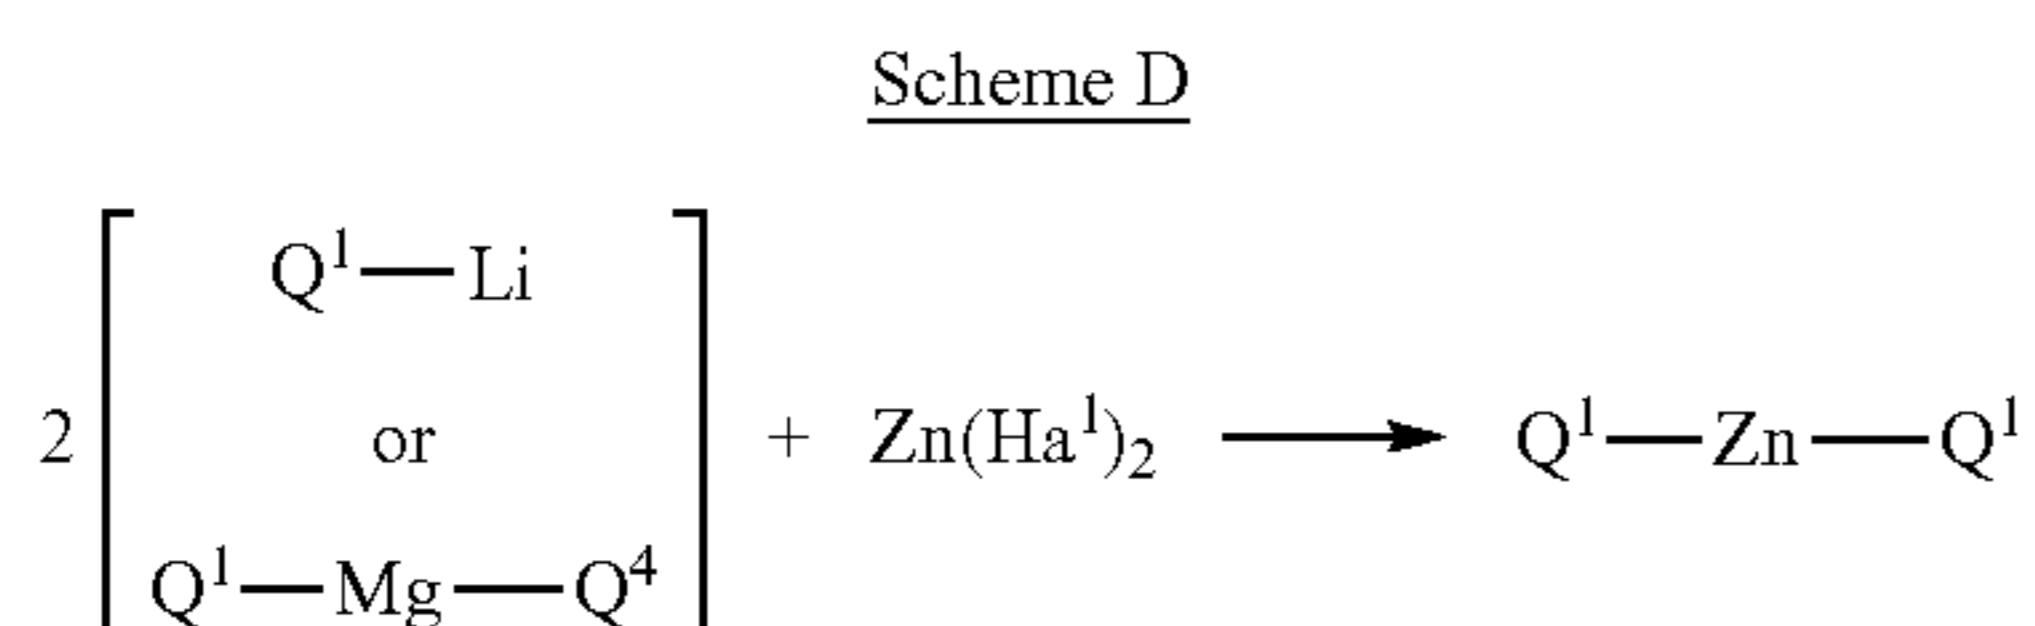 Scheme D
Q¹—Li
2 or + Zn(Ha¹)₂ → Q¹—Zn—Q¹
Q¹—Mg—Q⁴